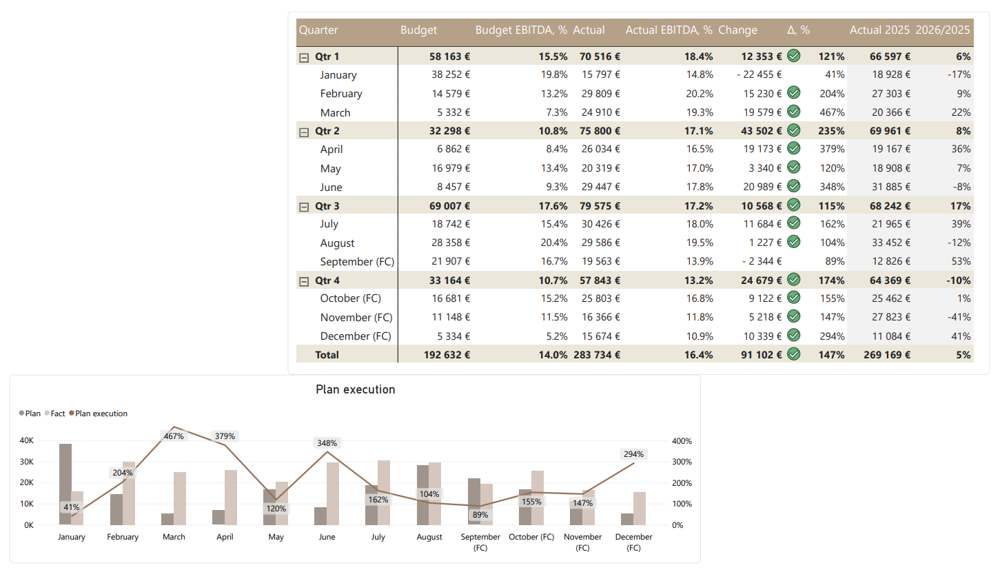 Quarter Budget Budget EBITDA, % Actual Actual EBITDA, % Change Δ, % Actual 2025 2026/2025
Qtr 1 58 163 € 15.5% 70 516 € 18.4% 12 353 € 121% 66 597 € 6%
January 38 252 € 19.8% 15 797 € 14.8% - 22 455 € 41% 18 928 € -17%
February 14 579 € 13.2% 29 809 € 20.2% 15 230 € 204% 27 303 € 9%
March 5 332 € 7.3% 24 910 € 19.3% 19 579 € 467% 20 366 € 22%
Qtr 2 32 298 € 10.8% 75 800 € 17.1% 43 502 € 235% 69 961 € 8%
April 6 862 € 8.4% 26 034 € 16.5% 19 173 € 379% 19 167 € 36%
May 16 979 € 13.4% 20 319 € 17.0% 3 340 € 120% 18 908 € 7%
June 8 457 € 9.3% 29 447 € 17.8% 20 989 € 348% 31 885 € -8%
Qtr 3 69 007 € 17.6% 79 575 € 17.2% 10 568 € 115% 68 242 € 17%
July 18 742 € 15.4% 30 426 € 18.0% 11 684 € 162% 21 965 € 39%
August 28 358 € 20.4% 29 586 € 19.5% 1 227 € 104% 33 452 € -12%
September (FC) 21 907 € 16.7% 19 563 € 13.9% - 2 344 € 89% 12 826 € 53%
Qtr 4 33 164 € 10.7% 57 843 € 13.2% 24 679 € 174% 64 369 € -10%
October (FC) 16 681 € 15.2% 25 803 € 16.8% 9 122 € 155% 25 462 € 1%
November (FC) 11 148 € 11.5% 16 366 € 11.8% 5 218 € 147% 27 823 € -41%
December (FC) 5 334 € 5.2% 15 674 € 10.9% 10 339 € 294% 11 084 € 41%
Total 192 632 € 14.0% 283 734 € 16.4% 91 102 € 147% 269 169 € 5%
Plan execution
Plan Fact Plan execution
40K 400%
30K 300%
20K 200%
10K 100%
0K 0%
41% 204% 467% 379% 120% 348% 162% 104% 89% 155% 147% 294%
January February March April May June July August September October (FC) November December
(FC) (FC) (FC)